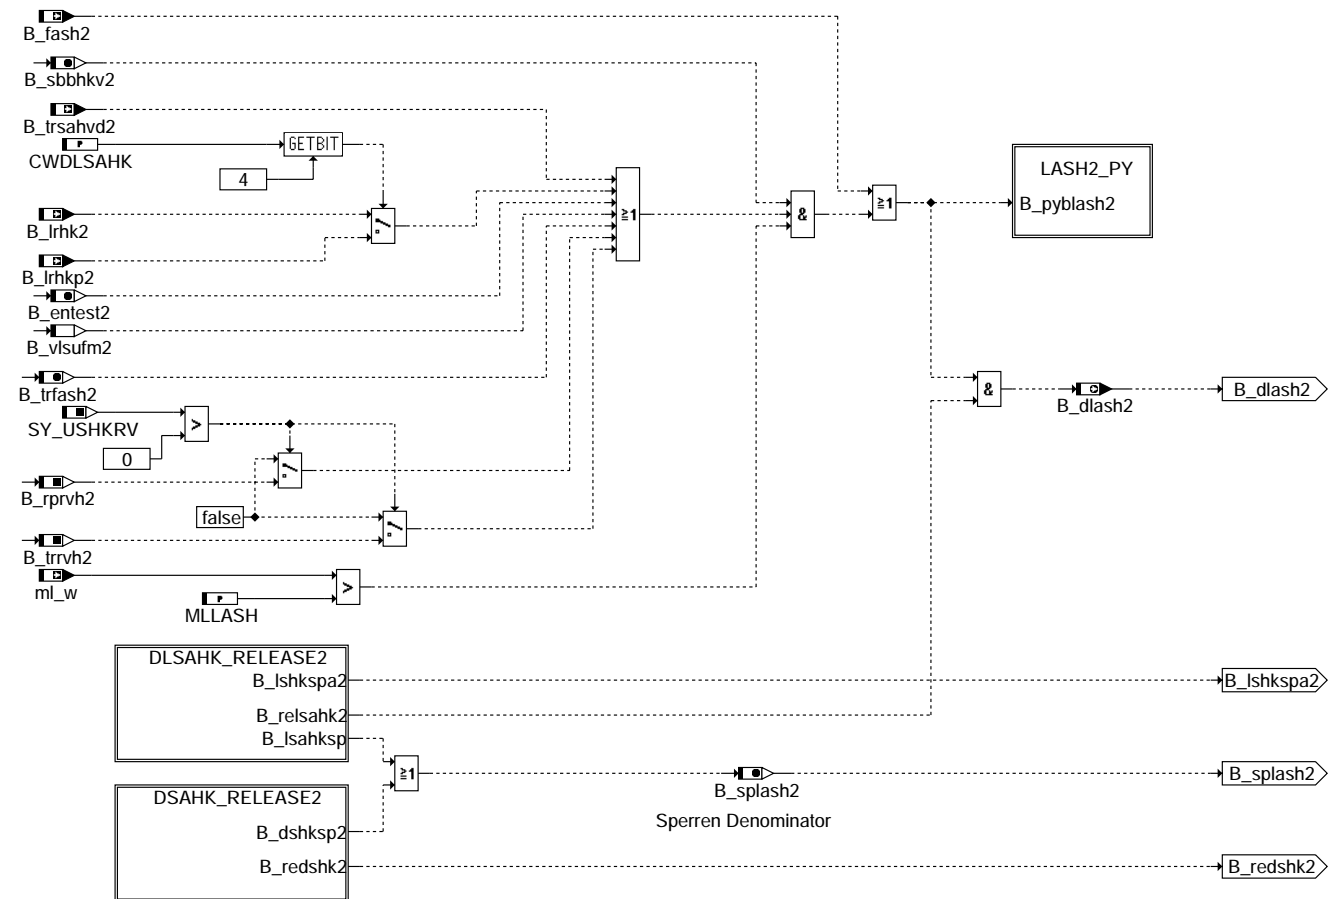 B_fash2
B_sbbhkv2
B_trsahvd2
P
CWDLSAHK
GETBIT
4
B_lrhk2
B_lrhkp2
B_entest2
B_vlsufm2
B_trfash2
SY_USHKRV
>
0
B_rprvh2
false
B_trrvh2
ml_w
>
P
MLLASH
≥1
&
≥1
LASH2_PY
B_pyblash2
&
B_dlash2
B_dlash2
DLSAHK_RELEASE2
B_lshkspa2
B_lshkspa2
B_relsahk2
B_lsahksp
≥1
B_splash2
B_splash2
Sperren Denominator
DSAHK_RELEASE2
B_dshksp2
B_redshk2
B_redshk2